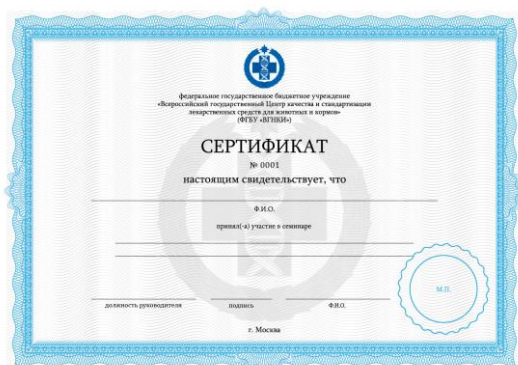 федеральное государственное бюджетное учреждение
«Всероссийский государственный Центр качества и стандартизации
лекарственных средств для животных и кормов»
(ФГБУ «ВГНКИ»)
СЕРТИФИКАТ
№ 0001
настоящим свидетельствует, что
Ф.И.О.
принял(-а) участие в семинаре
М.П.
должность руководителя подпись Ф.И.О.
г. Москва